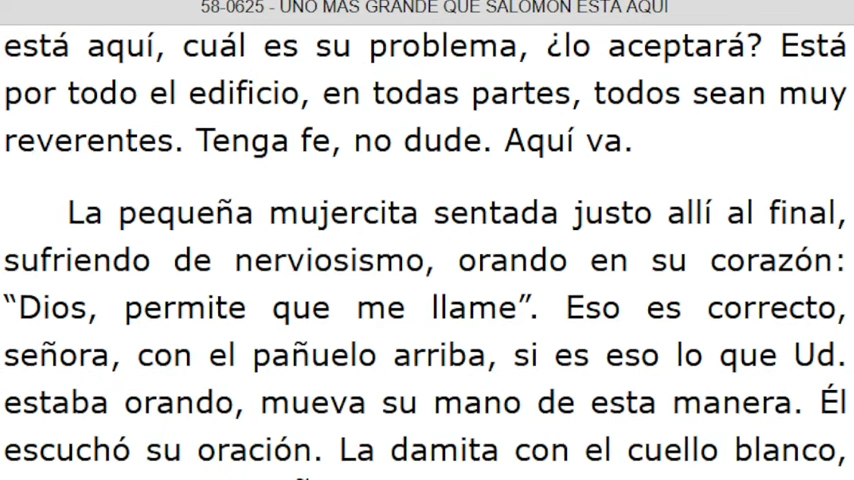 58-0625 - UNO MAS GRANDE QUE SALOMON ESTA AQUI
está aquí, cuál es su problema, ¿lo aceptará? Está
por todo el edificio, en todas partes, todos sean muy
reverentes. Tenga fe, no dude. Aquí va.
La pequeña mujercita sentada justo allí al final,
sufriendo de nerviosismo, orando en su corazón:
“Dios, permite que me llame”. Eso es correcto,
señora, con el pañuelo arriba, si es eso lo que Ud.
estaba orando, mueva su mano de esta manera. Él
escuchó su oración. La damita con el cuello blanco,